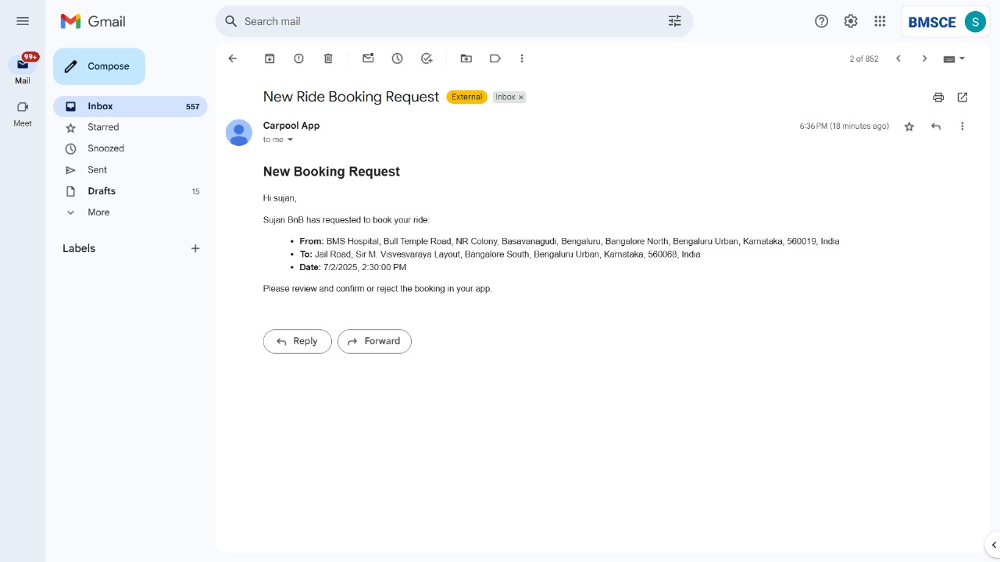 Gmail
Search mail
BMSCE
S
99+
Mail
Meet
Compose
Inbox 557
Starred
Snoozed
Sent
Drafts 15
More
Labels
2 of 852
New Ride Booking Request External Inbox ×
Carpool App 6:36 PM (18 minutes ago)
to me
New Booking Request
Hi sujan,
Sujan BnB has requested to book your ride:
• From: BMS Hospital, Bull Temple Road, NR Colony, Basavanagudi, Bengaluru, Bangalore North, Bengaluru Urban, Karnataka, 560019, India
• To: Jail Road, Sir M. Visvesvaraya Layout, Bangalore South, Bengaluru Urban, Karnataka, 560068, India
• Date: 7/2/2025, 2:30:00 PM
Please review and confirm or reject the booking in your app.
Reply Forward